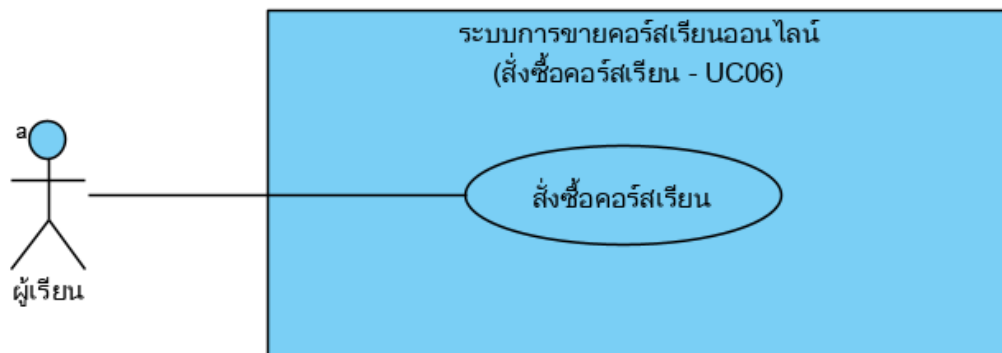 ระบบการขายคอร์สเรียนออนไลน์
(สั่งซื้อคอร์สเรียน - UC06)
a
สั่งซื้อคอร์สเรียน
ผู้เรียน